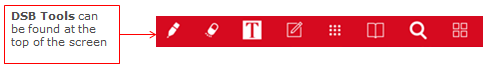 DSB Tools can
be found at the
top of the screen
T